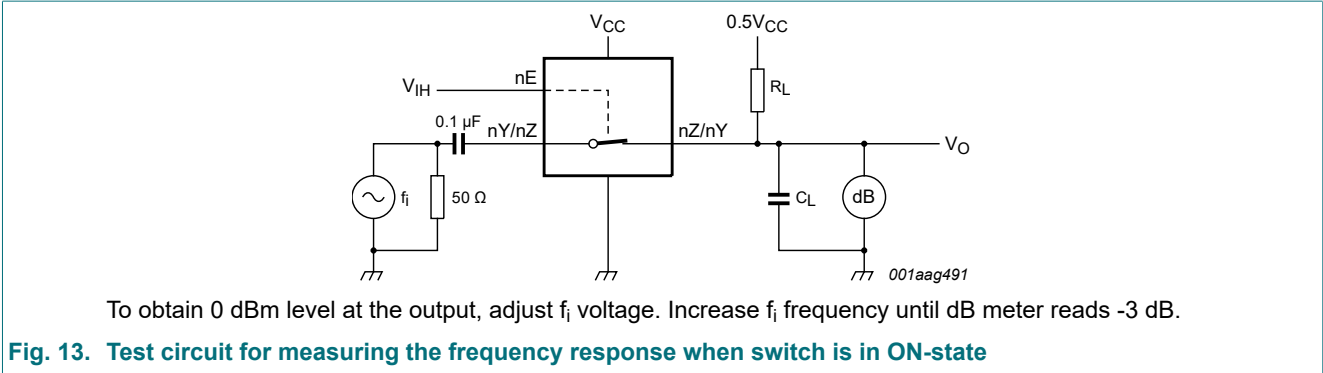 VCC
0.5VCC
nE
VIH
RL
0.1 µF
nY/nZ
nZ/nY
VO
fi
50 Ω
CL
dB
001aag491
To obtain 0 dBm level at the output, adjust fi voltage. Increase fi frequency until dB meter reads -3 dB.
Fig. 13. Test circuit for measuring the frequency response when switch is in ON-state